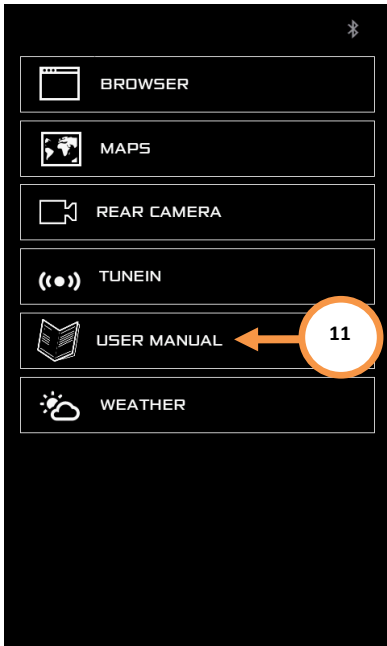 BROWSER
MAPS
REAR CAMERA
TUNEIN
USER MANUAL
11
WEATHER